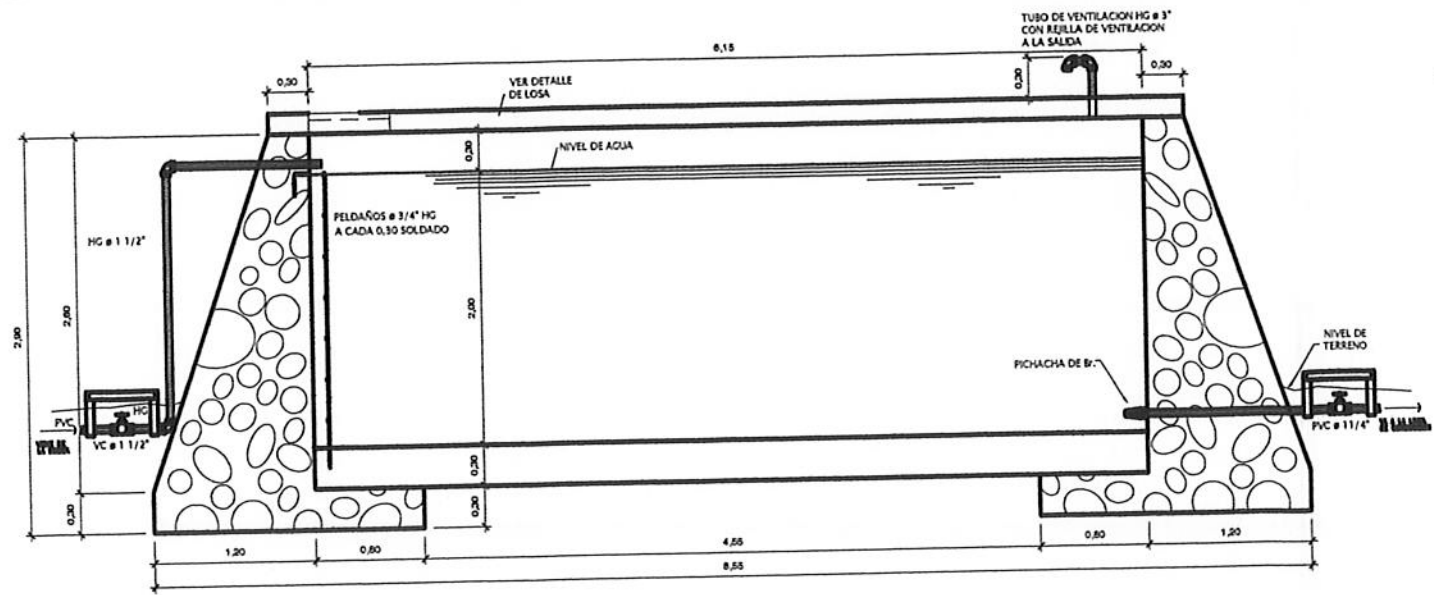 TUBO DE VENTILACION HG ø 3"
CON REJILLA DE VENTILACION
A LA SALIDA
6,15
0,30
0,30
0,30
VER DETALLE
DE LOSA
NIVEL DE AGUA
0,30
PELDAÑOS ø 3/4" HG
A CADA 0,30 SOLDADO
HG ø 1 1/2"
2,90
2,60
2,00
NIVEL DE
TERRENO
PICHACHA DE Br.
HG
PVC
VC ø 1 1/2"
PVC ø 1 1/4"
0,30
0,30
0,30
1,20
0,80
4,55
0,80
1,20
8,55